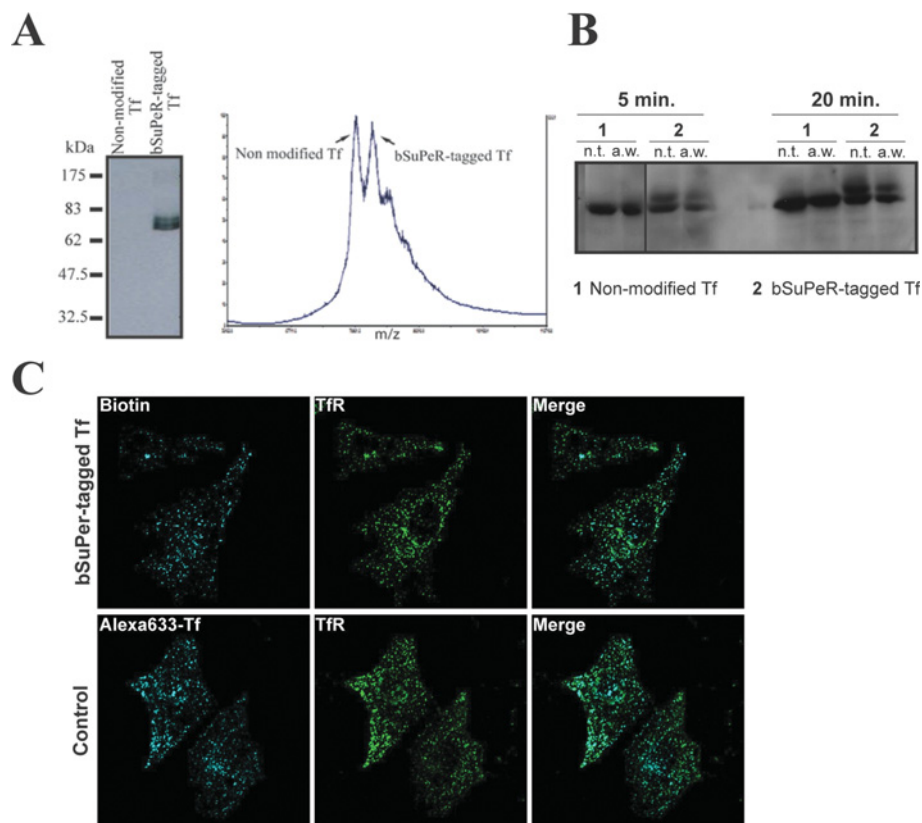 A
Non-modified
Tf
bSuPeR-tagged
Tf
kDa
175
83
62
47.5
32.5
Non modified Tf
bSuPeR-tagged Tf
m/z
B
5 min.
20 min.
1
2
1
2
n.t. a.w.
n.t. a.w.
n.t. a.w.
n.t. a.w.
1 Non-modified Tf
2 bSuPeR-tagged Tf
C
bSuPer-tagged Tf
Biotin
TfR
Merge
Control
Alexa633-Tf
TfR
Merge